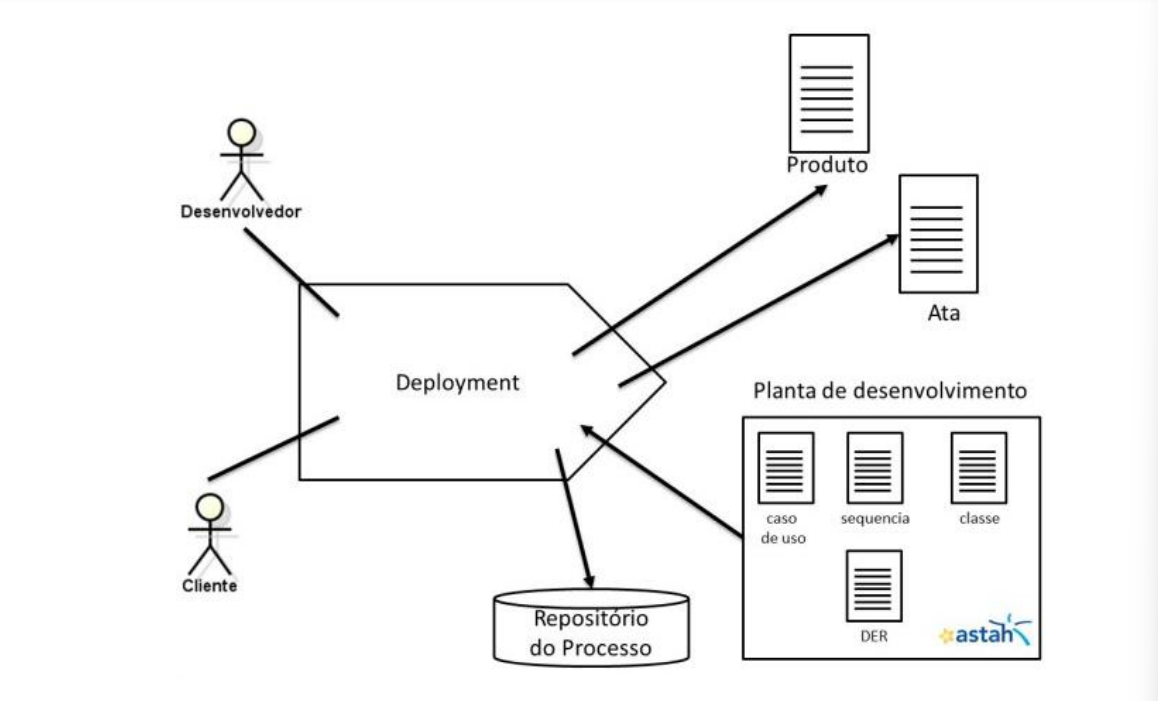 Produto
Desenvolvedor
Ata
Deployment
Planta de desenvolvimento
caso
de uso
sequencia
classe
Cliente
Repositório
do Processo
DER
astah